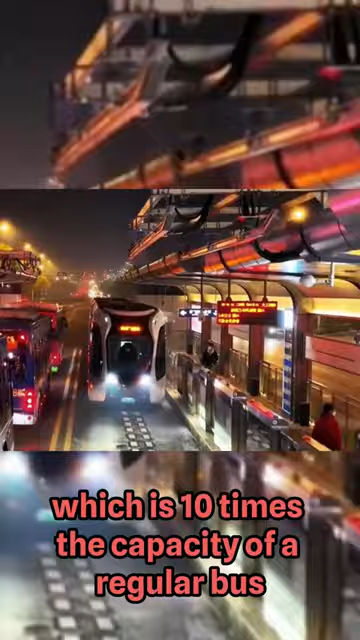 which is 10 times
the capacity of a
regular bus